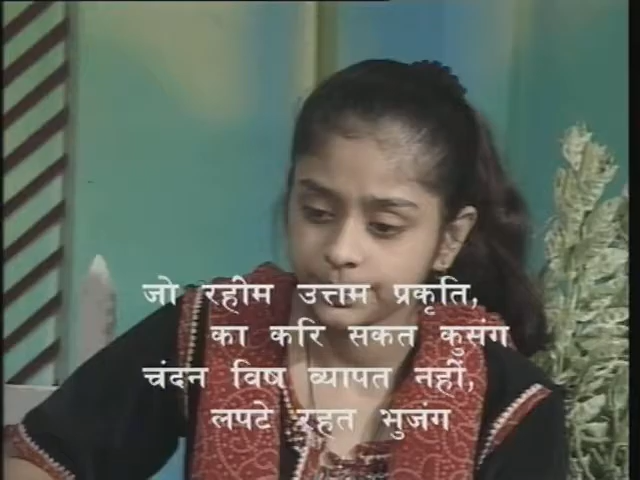 जो रहीम उत्तम प्रकृति,
का करि सकत कुसंग
चंदन विष व्यापत नहीं,
लपटे रहत भुजंग